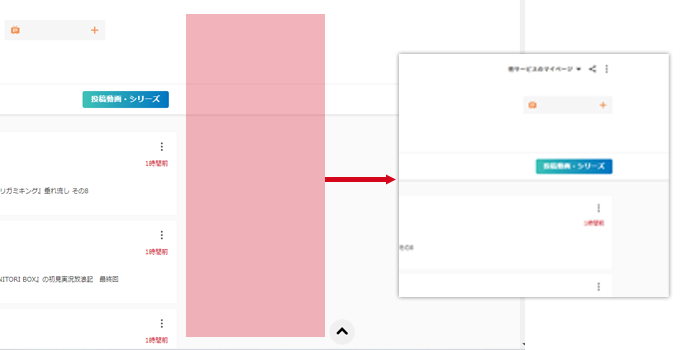 投稿動画・シリーズ
1時間前
リガミキング』垂れ流し その8
1時間前
NITORI BOX』の初見実況放浪記　最終回
1時間前
他サービスのマイページ
投稿動画・シリーズ
1時間前
その8